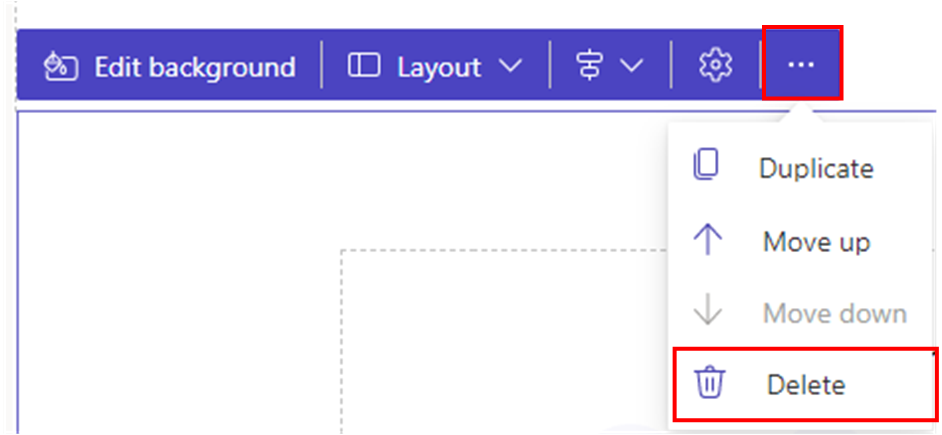 Edit background Layout ...
Duplicate
Move up
Move down
Delete